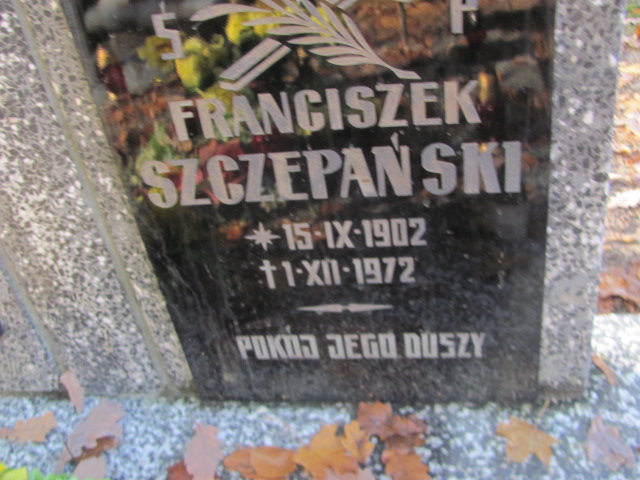 Ś P
FRANCISZEK
SZCZEPAŃSKI
* 15-IX-1902
† 1-XII-1972
POKÓJ JEGO DUSZY